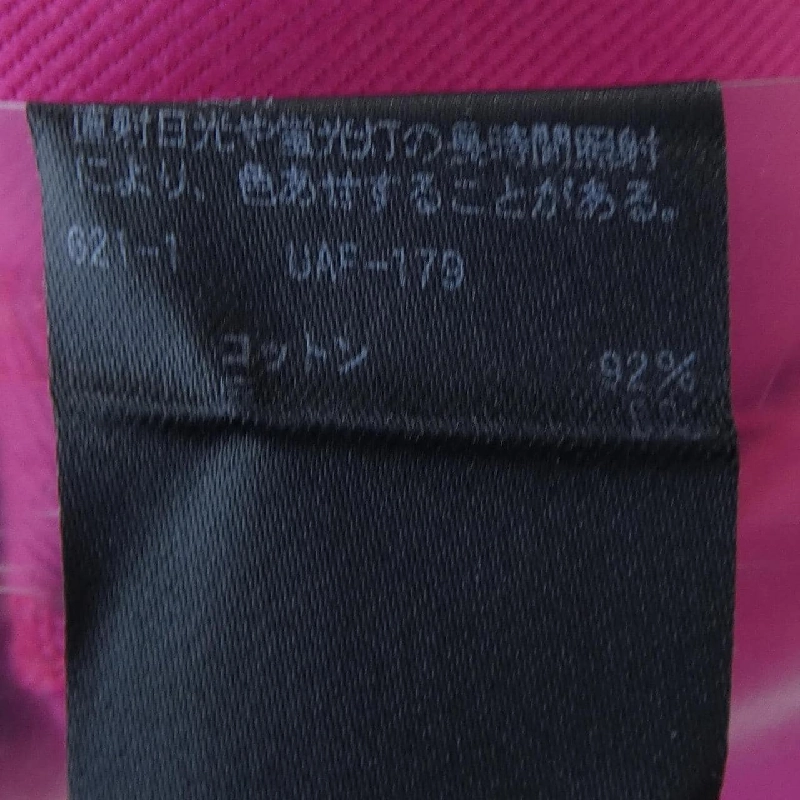 直射日光や蛍光灯の長時間照射
により、色あせすることがある。
621-1 UAF-179
コットン 92%